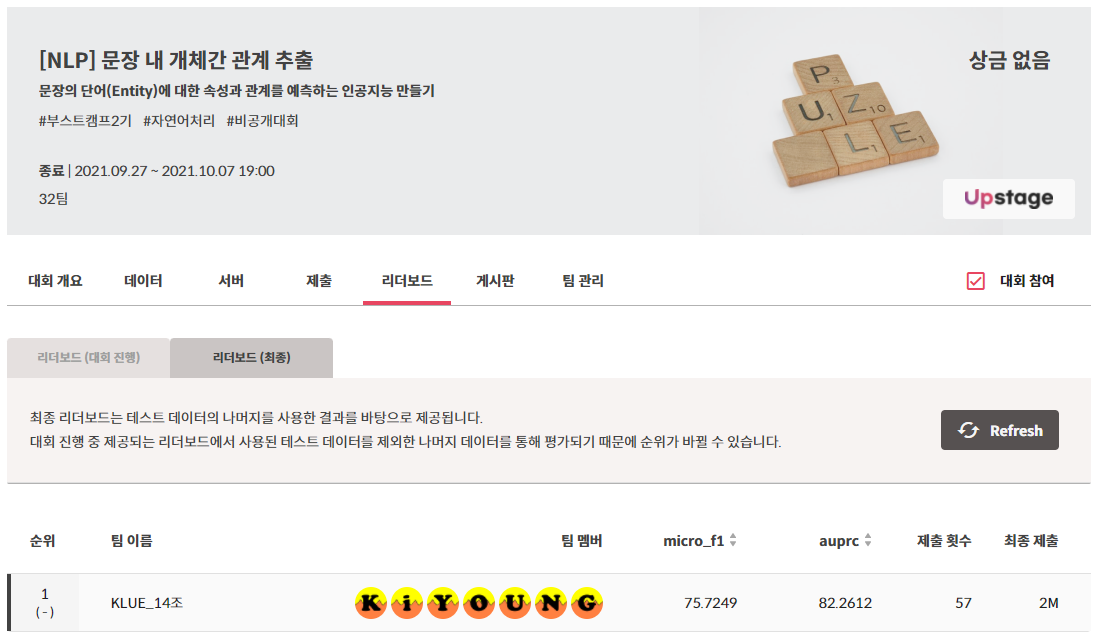 [NLP] 문장 내 개체간 관계 추출
상금 없음
문장의 단어(Entity)에 대한 속성과 관계를 예측하는 인공지능 만들기
#부스트캠프2기 #자연어처리 #비공개대회
종료 | 2021.09.27 ~ 2021.10.07 19:00
32팀
P3
U1 Z10
L1 E1
Upstage
대회 개요 데이터 서버 제출 리더보드 게시판 팀 관리 대회 참여
리더보드 (대회 진행) 리더보드 (최종)
최종 리더보드는 테스트 데이터의 나머지를 사용한 결과를 바탕으로 제공됩니다.
대회 진행 중 제공되는 리더보드에서 사용된 테스트 데이터를 제외한 나머지 데이터를 통해 평가되기 때문에 순위가 바뀔 수 있습니다.
Refresh
순위 팀 이름 팀 멤버 micro_f1 auprc 제출 횟수 최종 제출
1 KLUE_14조 K i Y O U N G 75.7249 82.2612 57 2M
( - )